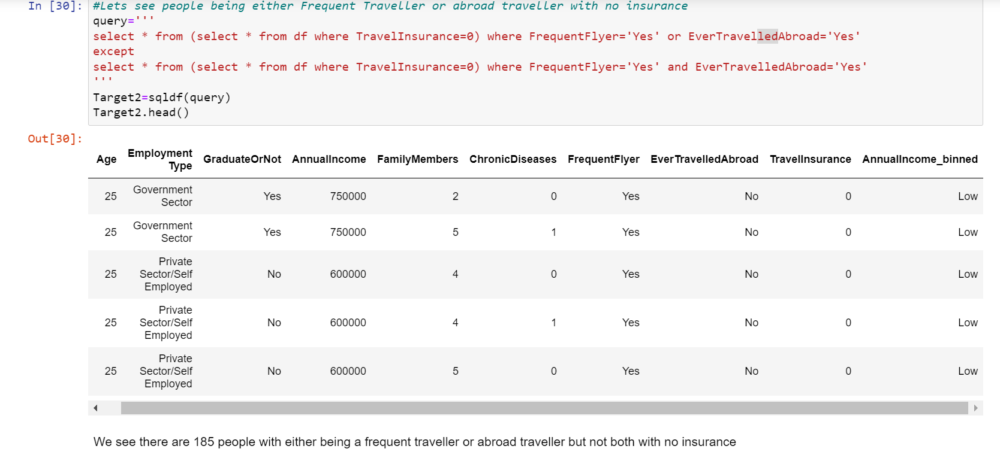 In [30]: #Lets see people being either Frequent Traveller or abroad traveller with no insurance
query='''
select * from (select * from df where TravelInsurance=0) where FrequentFlyer='Yes' or EverTravelledAbroad='Yes'
except
select * from (select * from df where TravelInsurance=0) where FrequentFlyer='Yes' and EverTravelledAbroad='Yes'
'''
Target2=sqldf(query)
Target2.head()
Out[30]:
Age Employment Type GraduateOrNot AnnualIncome FamilyMembers ChronicDiseases FrequentFlyer EverTravelledAbroad TravelInsurance AnnualIncome_binned
25 Government Sector Yes 750000 2 0 Yes No 0 Low
25 Government Sector Yes 750000 5 1 Yes No 0 Low
25 Private Sector/Self Employed No 600000 4 0 Yes No 0 Low
25 Private Sector/Self Employed No 600000 4 1 Yes No 0 Low
25 Private Sector/Self Employed No 600000 5 0 Yes No 0 Low
We see there are 185 people with either being a frequent traveller or abroad traveller but not both with no insurance